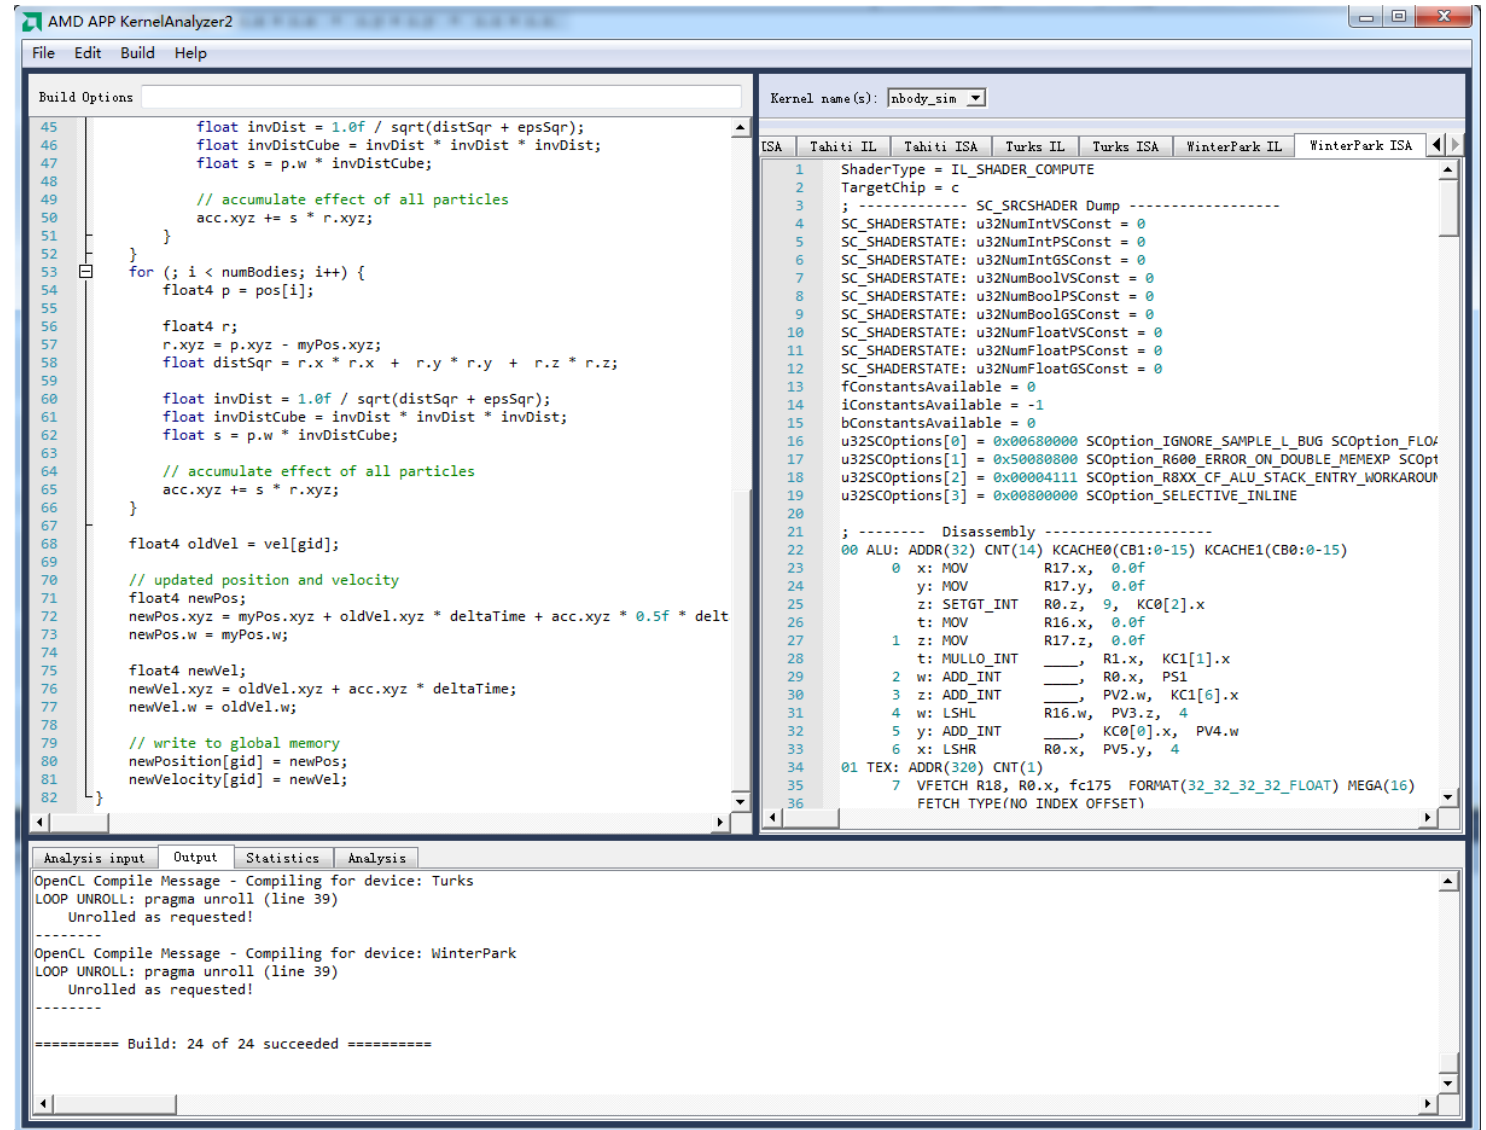 AMD APP KernelAnalyzer2
File Edit Build Help
Build Options
45 float invDist = 1.0f / sqrt(distSqr + epsSqr);
46 float invDistCube = invDist * invDist * invDist;
47 float s = p.w * invDistCube;
48
49 // accumulate effect of all particles
50 acc.xyz += s * r.xyz;
51 }
52 }
53 for (; i < numBodies; i++) {
54 float4 p = pos[i];
55
56 float4 r;
57 r.xyz = p.xyz - myPos.xyz;
58 float distSqr = r.x * r.x + r.y * r.y + r.z * r.z;
59
60 float invDist = 1.0f / sqrt(distSqr + epsSqr);
61 float invDistCube = invDist * invDist * invDist;
62 float s = p.w * invDistCube;
63
64 // accumulate effect of all particles
65 acc.xyz += s * r.xyz;
66 }
67
68 float4 oldVel = vel[gid];
69
70 // updated position and velocity
71 float4 newPos;
72 newPos.xyz = myPos.xyz + oldVel.xyz * deltaTime + acc.xyz * 0.5f * delt
73 newPos.w = myPos.w;
74
75 float4 newVel;
76 newVel.xyz = oldVel.xyz + acc.xyz * deltaTime;
77 newVel.w = oldVel.w;
78
79 // write to global memory
80 newPosition[gid] = newPos;
81 newVelocity[gid] = newVel;
82 }
Kernel name(s): nbody_sim
ISA Tahiti IL Tahiti ISA Turks IL Turks ISA WinterPark IL WinterPark ISA
1 ShaderType = IL_SHADER_COMPUTE
2 TargetChip = c
3 ; ------------- SC_SRCSHADER Dump ------------------
4 SC_SHADERSTATE: u32NumIntVSConst = 0
5 SC_SHADERSTATE: u32NumIntPSConst = 0
6 SC_SHADERSTATE: u32NumIntGSConst = 0
7 SC_SHADERSTATE: u32NumBoolVSConst = 0
8 SC_SHADERSTATE: u32NumBoolPSConst = 0
9 SC_SHADERSTATE: u32NumBoolGSConst = 0
10 SC_SHADERSTATE: u32NumFloatVSConst = 0
11 SC_SHADERSTATE: u32NumFloatPSConst = 0
12 SC_SHADERSTATE: u32NumFloatGSConst = 0
13 fConstantsAvailable = 0
14 iConstantsAvailable = -1
15 bConstantsAvailable = 0
16 u32SCOptions[0] = 0x00680000 SCOption_IGNORE_SAMPLE_L_BUG SCOption_FLOA
17 u32SCOptions[1] = 0x50080800 SCOption_R600_ERROR_ON_DOUBLE_MEMEXP SCOpt
18 u32SCOptions[2] = 0x00004111 SCOption_R8XX_CF_ALU_STACK_ENTRY_WORKAROUN
19 u32SCOptions[3] = 0x00800000 SCOption_SELECTIVE_INLINE
20
21 ; -------- Disassembly --------------------
22 00 ALU: ADDR(32) CNT(14) KCACHE0(CB1:0-15) KCACHE1(CB0:0-15)
23 0 x: MOV R17.x, 0.0f
24 y: MOV R17.y, 0.0f
25 z: SETGT_INT R0.z, 9, KC0[2].x
26 t: MOV R16.x, 0.0f
27 1 z: MOV R17.z, 0.0f
28 t: MULLO_INT ____, R1.x, KC1[1].x
29 2 w: ADD_INT ____, R0.x, PS1
30 3 z: ADD_INT ____, PV2.w, KC1[6].x
31 4 w: LSHL R16.w, PV3.z, 4
32 5 y: ADD_INT ____, KC0[0].x, PV4.w
33 6 x: LSHR R0.x, PV5.y, 4
34 01 TEX: ADDR(320) CNT(1)
35 7 VFETCH R18, R0.x, fc175 FORMAT(32_32_32_32_FLOAT) MEGA(16)
36 FETCH_TYPE(NO_INDEX_OFFSET)
Analysis input Output Statistics Analysis
OpenCL Compile Message - Compiling for device: Turks
LOOP UNROLL: pragma unroll (line 39)
Unrolled as requested!
--------
OpenCL Compile Message - Compiling for device: WinterPark
LOOP UNROLL: pragma unroll (line 39)
Unrolled as requested!
--------
========== Build: 24 of 24 succeeded ==========